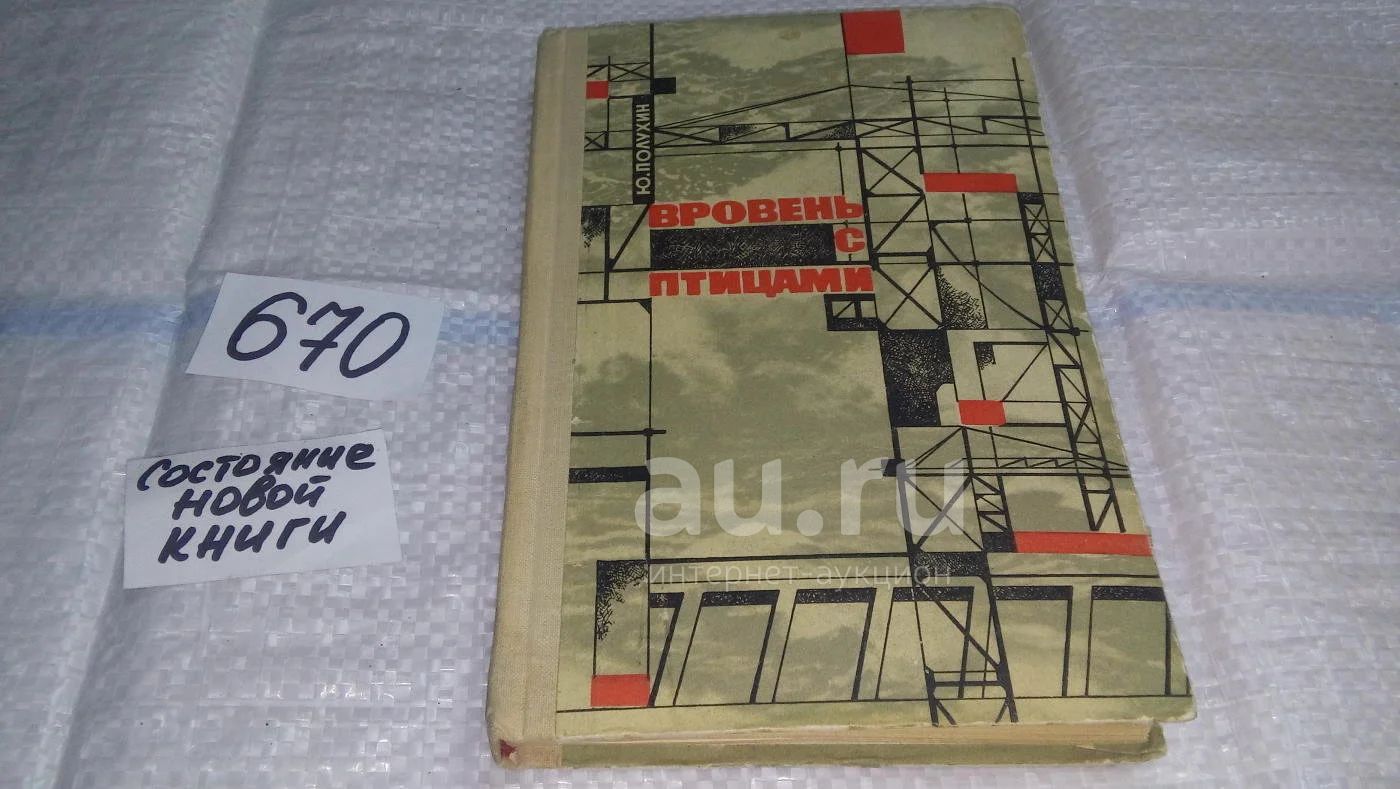 Ю.ПОЛУХИН
ВРОВЕНЬ
С
ПТИЦАМИ
670
состояние
новой
книги
au.ru
интернет-аукцион